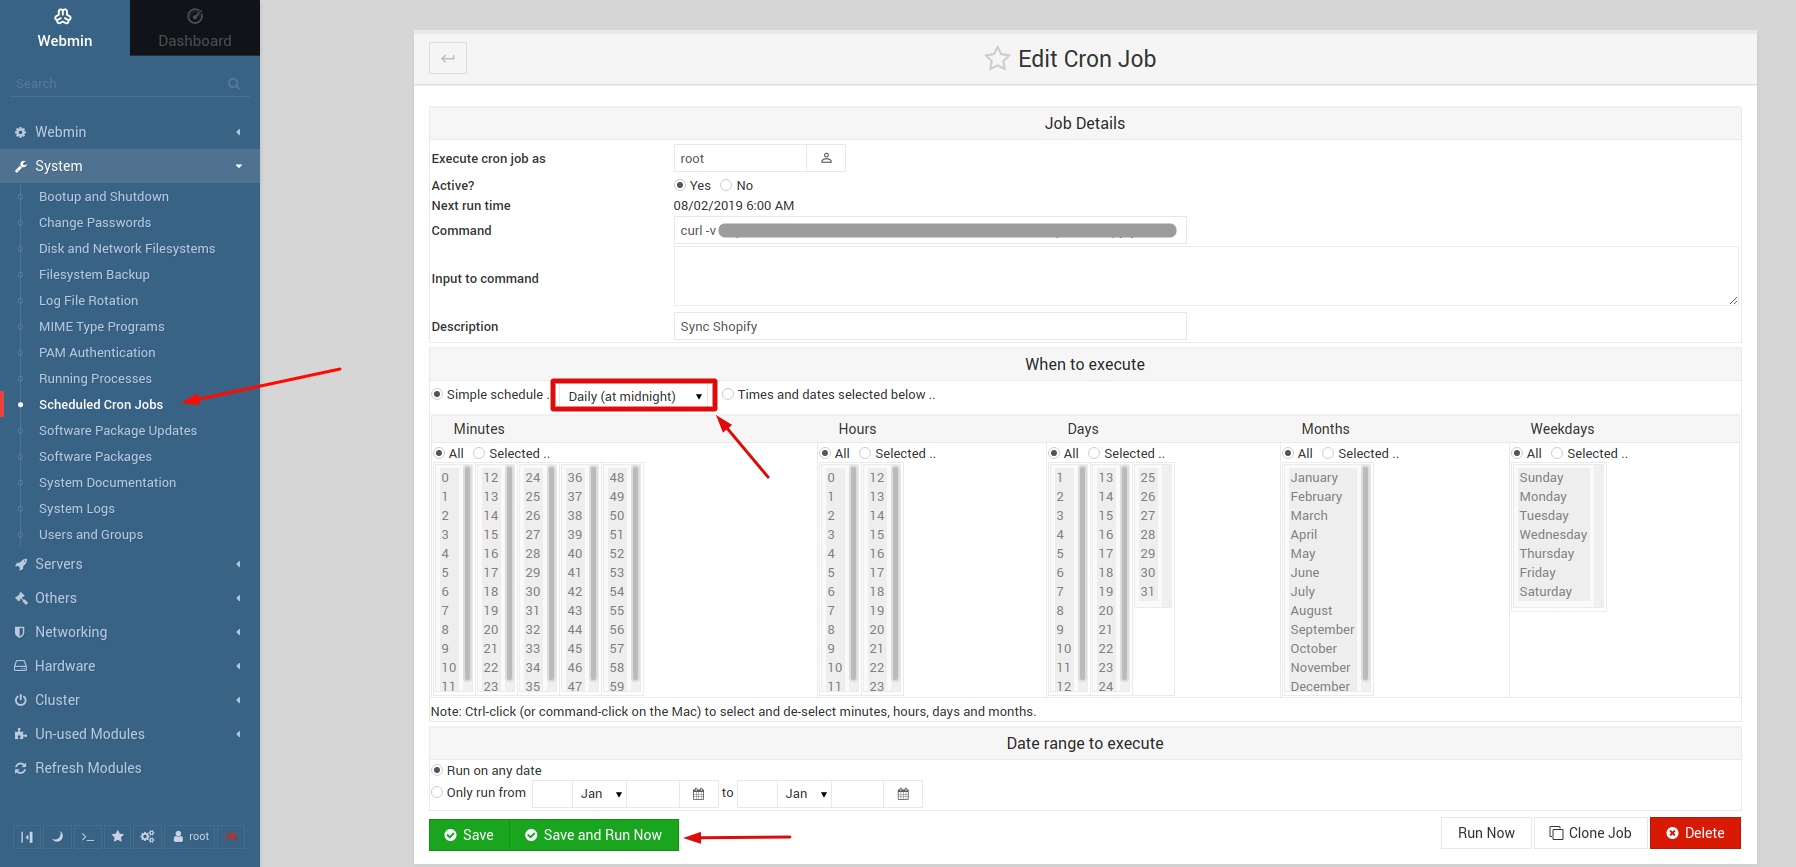 Webmin
Dashboard
Search
Webmin
System
Bootup and Shutdown
Change Passwords
Disk and Network Filesystems
Filesystem Backup
Log File Rotation
MIME Type Programs
PAM Authentication
Running Processes
Scheduled Cron Jobs
Software Package Updates
Software Packages
System Documentation
System Logs
Users and Groups
Servers
Others
Networking
Hardware
Cluster
Un-used Modules
Refresh Modules
root
Edit Cron Job
Job Details
Execute cron job as root
Active? Yes No
Next run time 08/02/2019 6:00 AM
Command curl -v
Input to command
Description Sync Shopify
When to execute
Simple schedule .. Daily (at midnight) Times and dates selected below ..
Minutes Hours Days Months Weekdays
All Selected .. All Selected .. All Selected .. All Selected .. All Selected ..
0 12 24 36 48 0 12 1 13 25 January Sunday
1 13 25 37 49 1 13 2 14 26 February Monday
2 14 26 38 50 2 14 3 15 27 March Tuesday
3 15 27 39 51 3 15 4 16 28 April Wednesday
4 16 28 40 52 4 16 5 17 29 May Thursday
5 17 29 41 53 5 17 6 18 30 June Friday
6 18 30 42 54 6 18 7 19 31 July Saturday
7 19 31 43 55 7 19 8 20 August
8 20 32 44 56 8 20 9 21 September
9 21 33 45 57 9 21 10 22 October
10 22 34 46 58 10 22 11 23 November
11 23 35 47 59 11 23 12 24 December
Note: Ctrl-click (or command-click on the Mac) to select and de-select minutes, hours, days and months.
Date range to execute
Run on any date
Only run from Jan to Jan
Save Save and Run Now Run Now Clone Job Delete